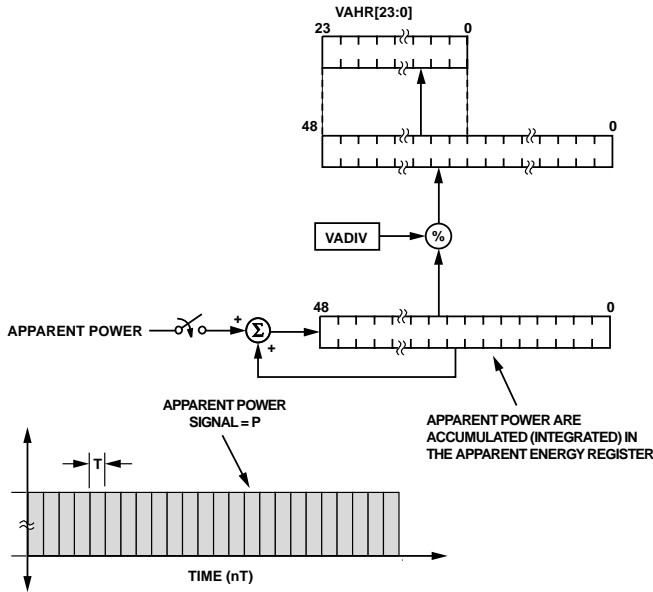 VAHR[23:0]
23 0
48 0
VADIV
%
48 0
APPARENT POWER
+
Σ
+
APPARENT POWER
SIGNAL = P
APPARENT POWER ARE
ACCUMULATED (INTEGRATED) IN
THE APPARENT ENERGY REGISTER
T
TIME (nT)